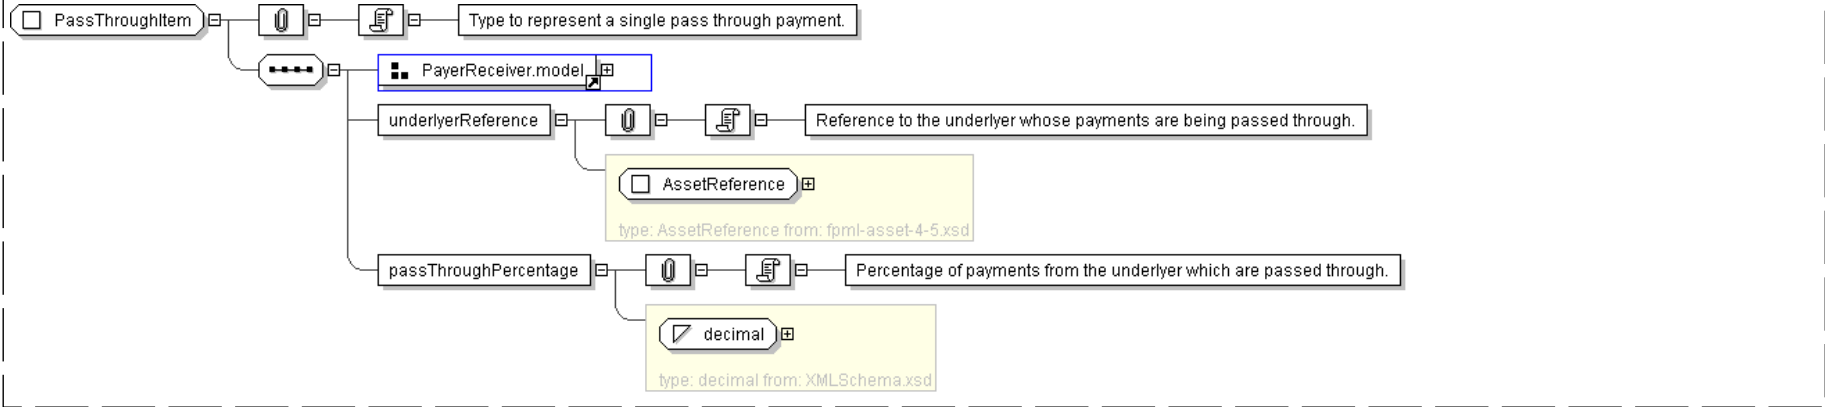 PassThroughItem
Type to represent a single pass through payment.
PayerReceiver.model
underlyerReference
Reference to the underlyer whose payments are being passed through.
AssetReference
type: AssetReference from: fpml-asset-4-5.xsd
passThroughPercentage
Percentage of payments from the underlyer which are passed through.
decimal
type: decimal from: XMLSchema.xsd